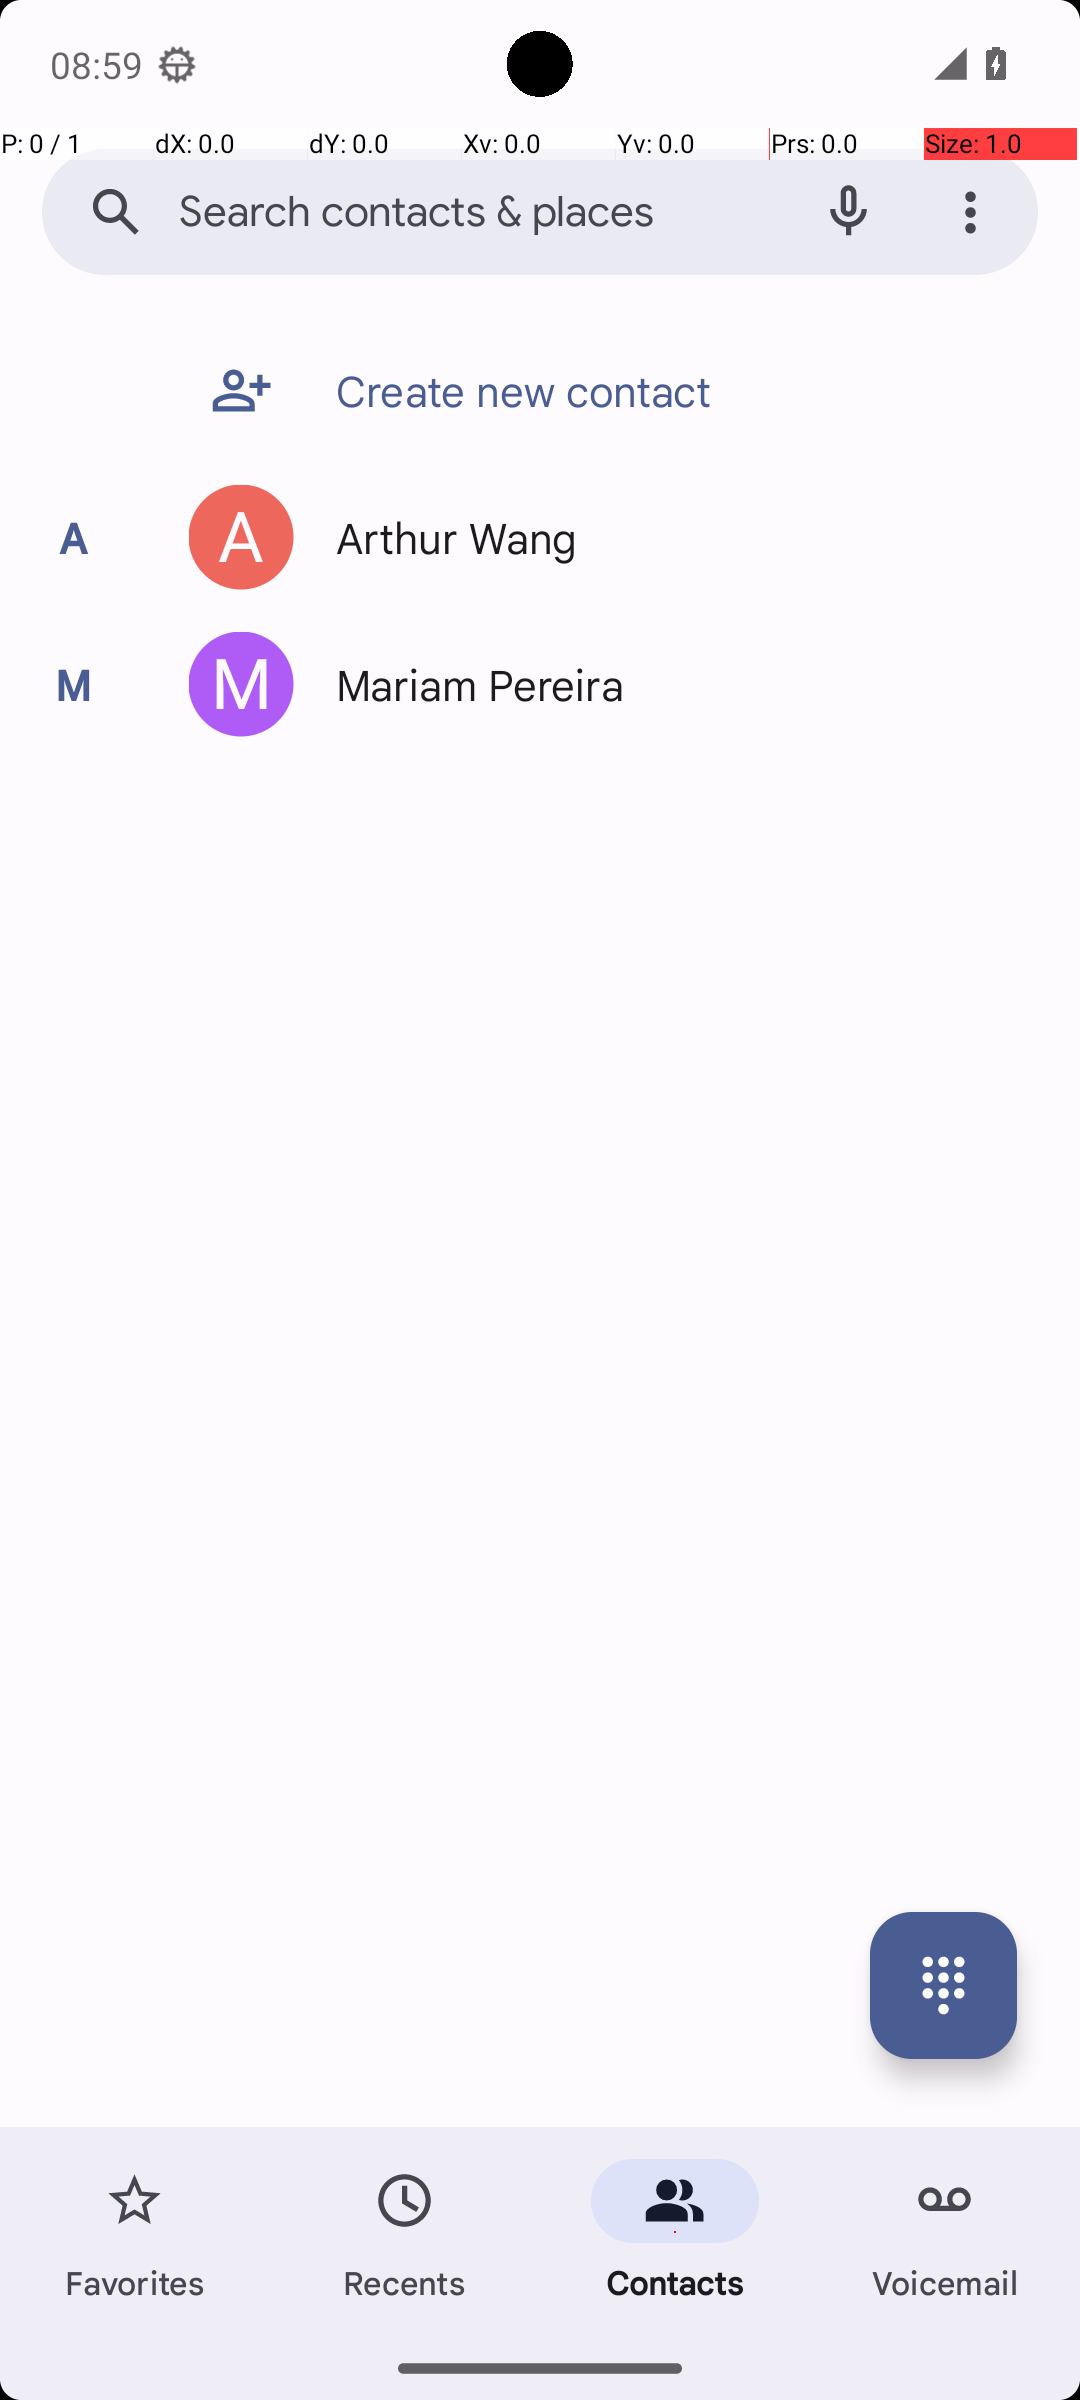 08:59
P: 0 / 1 dX: 0.0 dY: 0.0 Xv: 0.0 Yv: 0.0 Prs: 0.0 Size: 1.0
Search contacts & places
Create new contact
A A Arthur Wang
M M Mariam Pereira
Favorites Recents Contacts Voicemail